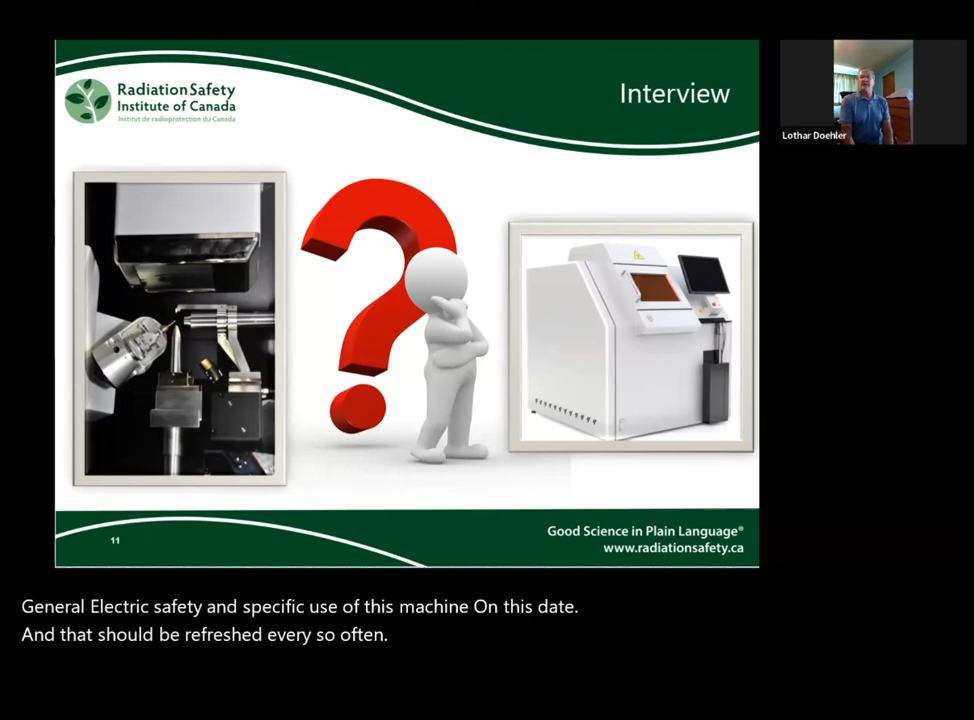 Radiation Safety
Institute of Canada
Institut de radioprotection du Canada
Interview
Lothar Doehler
11
Good Science in Plain Language®
www.radiationsafety.ca
General Electric safety and specific use of this machine On this date.
And that should be refreshed every so often.